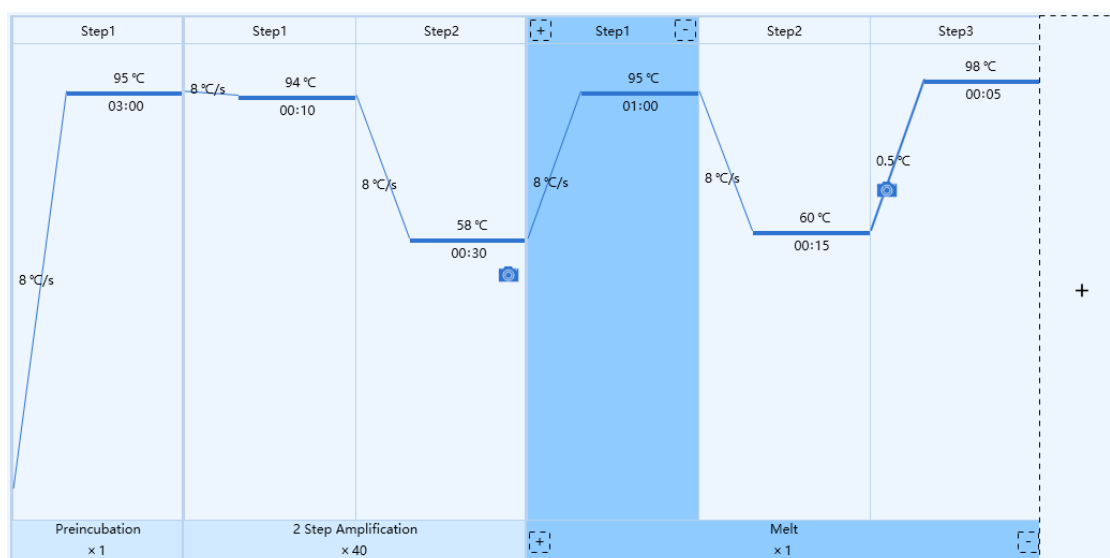 Step1
Step1
Step2
+
Step1
-
Step2
Step3
95 ℃
03:00
8 ℃/s
8 ℃/s
94 ℃
00:10
8 ℃/s
58 ℃
00:30
8 ℃/s
95 ℃
01:00
8 ℃/s
60 ℃
00:15
0.5 ℃
98 ℃
00:05
+
Preincubation
× 1
2 Step Amplification
× 40
+
Melt
× 1
-